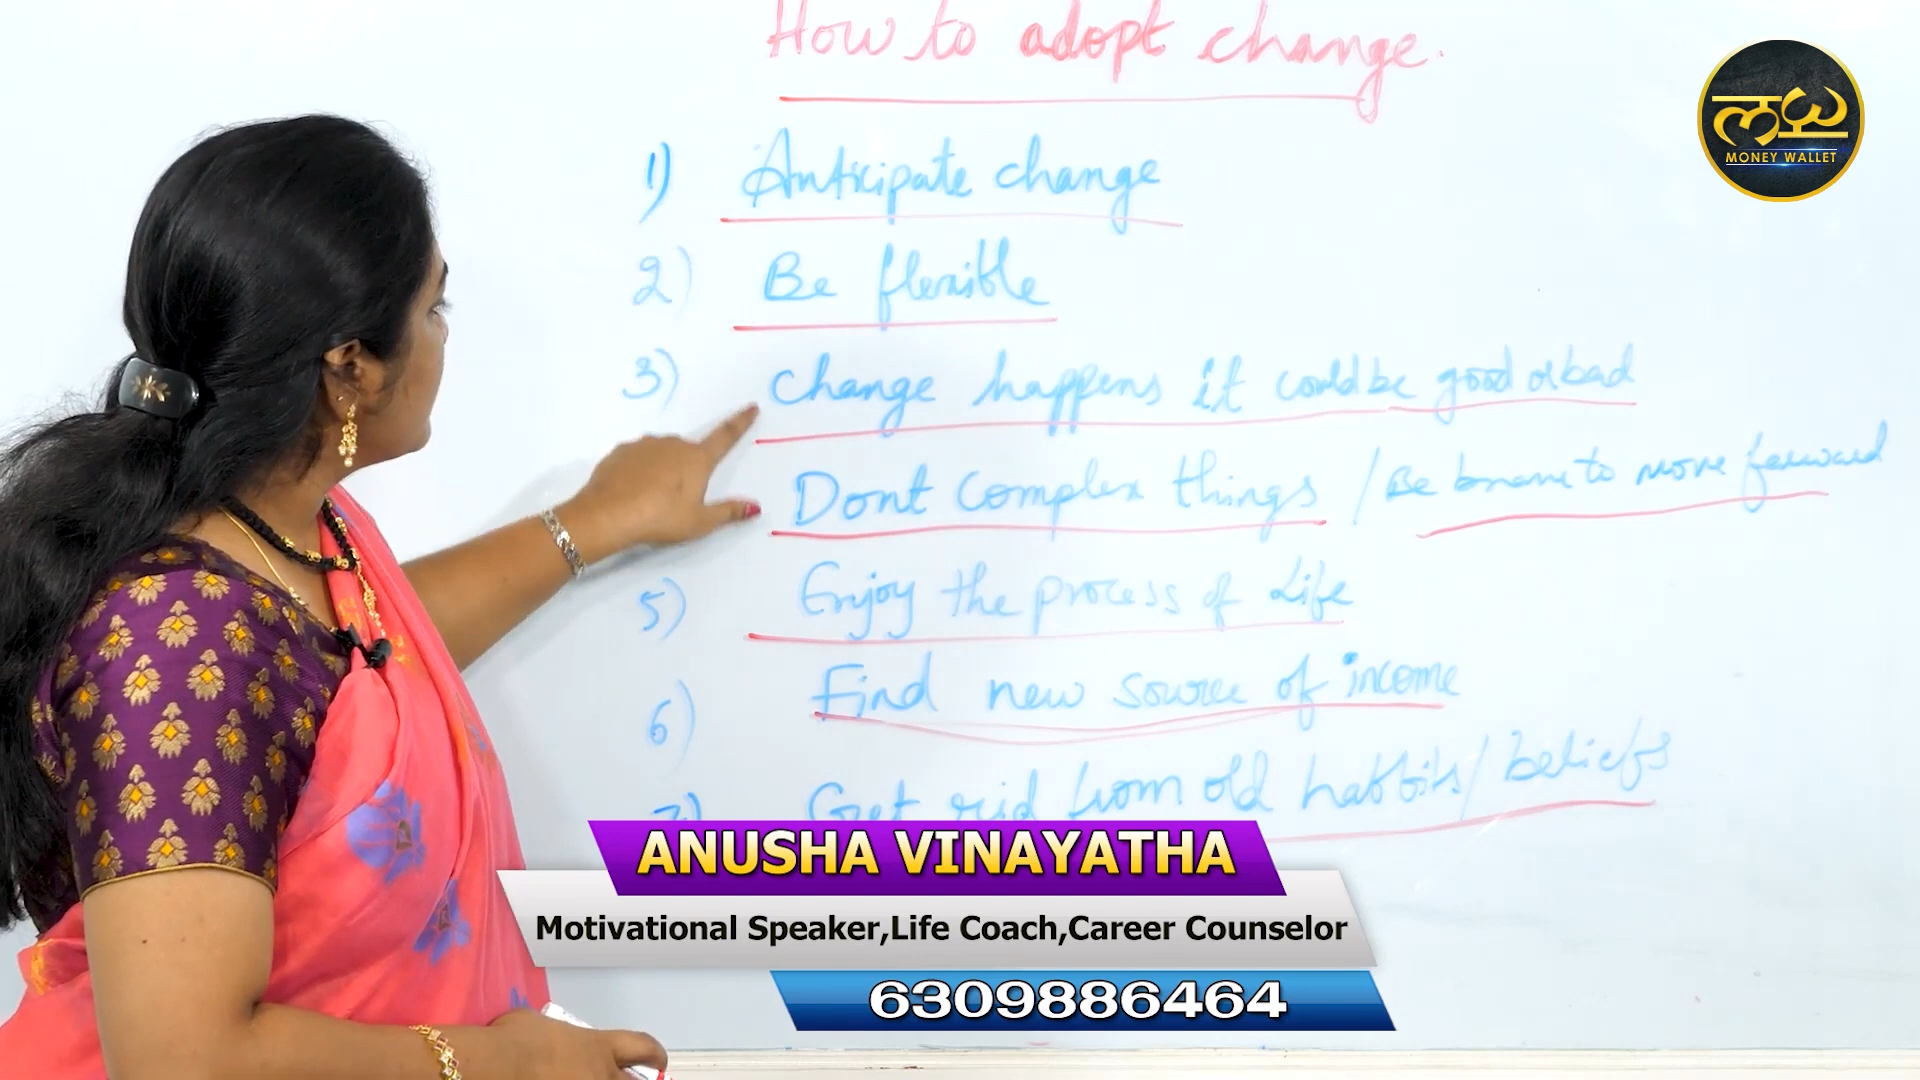 How to adopt change.
1) Anticipate change
2) Be flexible
3) change happens it could be good or bad
Dont complex things / Be brave to move forward
5) Enjoy the process of Life
6) Find new source of income
7) Get rid from old habbits / beliefs
MONEY WALLET
ANUSHA VINAYATHA
Motivational Speaker,Life Coach,Career Counselor
6309886464